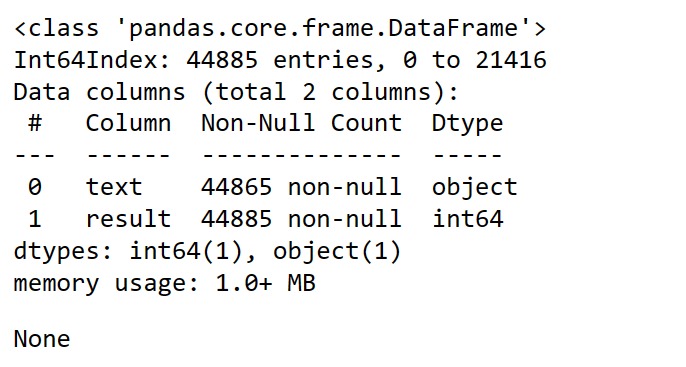 <class 'pandas.core.frame.DataFrame'>
Int64Index: 44885 entries, 0 to 21416
Data columns (total 2 columns):
 #   Column  Non-Null Count  Dtype
---  ------  --------------  -----
 0   text    44865 non-null  object
 1   result  44885 non-null  int64
dtypes: int64(1), object(1)
memory usage: 1.0+ MB
None